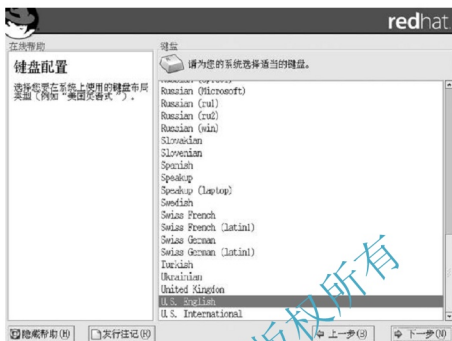 redhat.
在线帮助
键盘
键盘配置
请为您的系统选择适当的键盘。
选择您要在系统上使用的键盘布局
类型(例如“美国英语式”)。
Russian (Microsoft)
Russian (ru1)
Russian (ru2)
Russian (win)
Slovakian
Slovenian
Spanish
Speakup
Speakup (laptop)
Swedish
Swiss French
Swiss French (latin1)
Swiss German
Swiss German (latin1)
Turkish
Ukrainian
United Kingdom
U.S. English
U.S. International
版权所有
隐藏帮助(H)
发行注记(R)
上一步(B)
下一步(N)